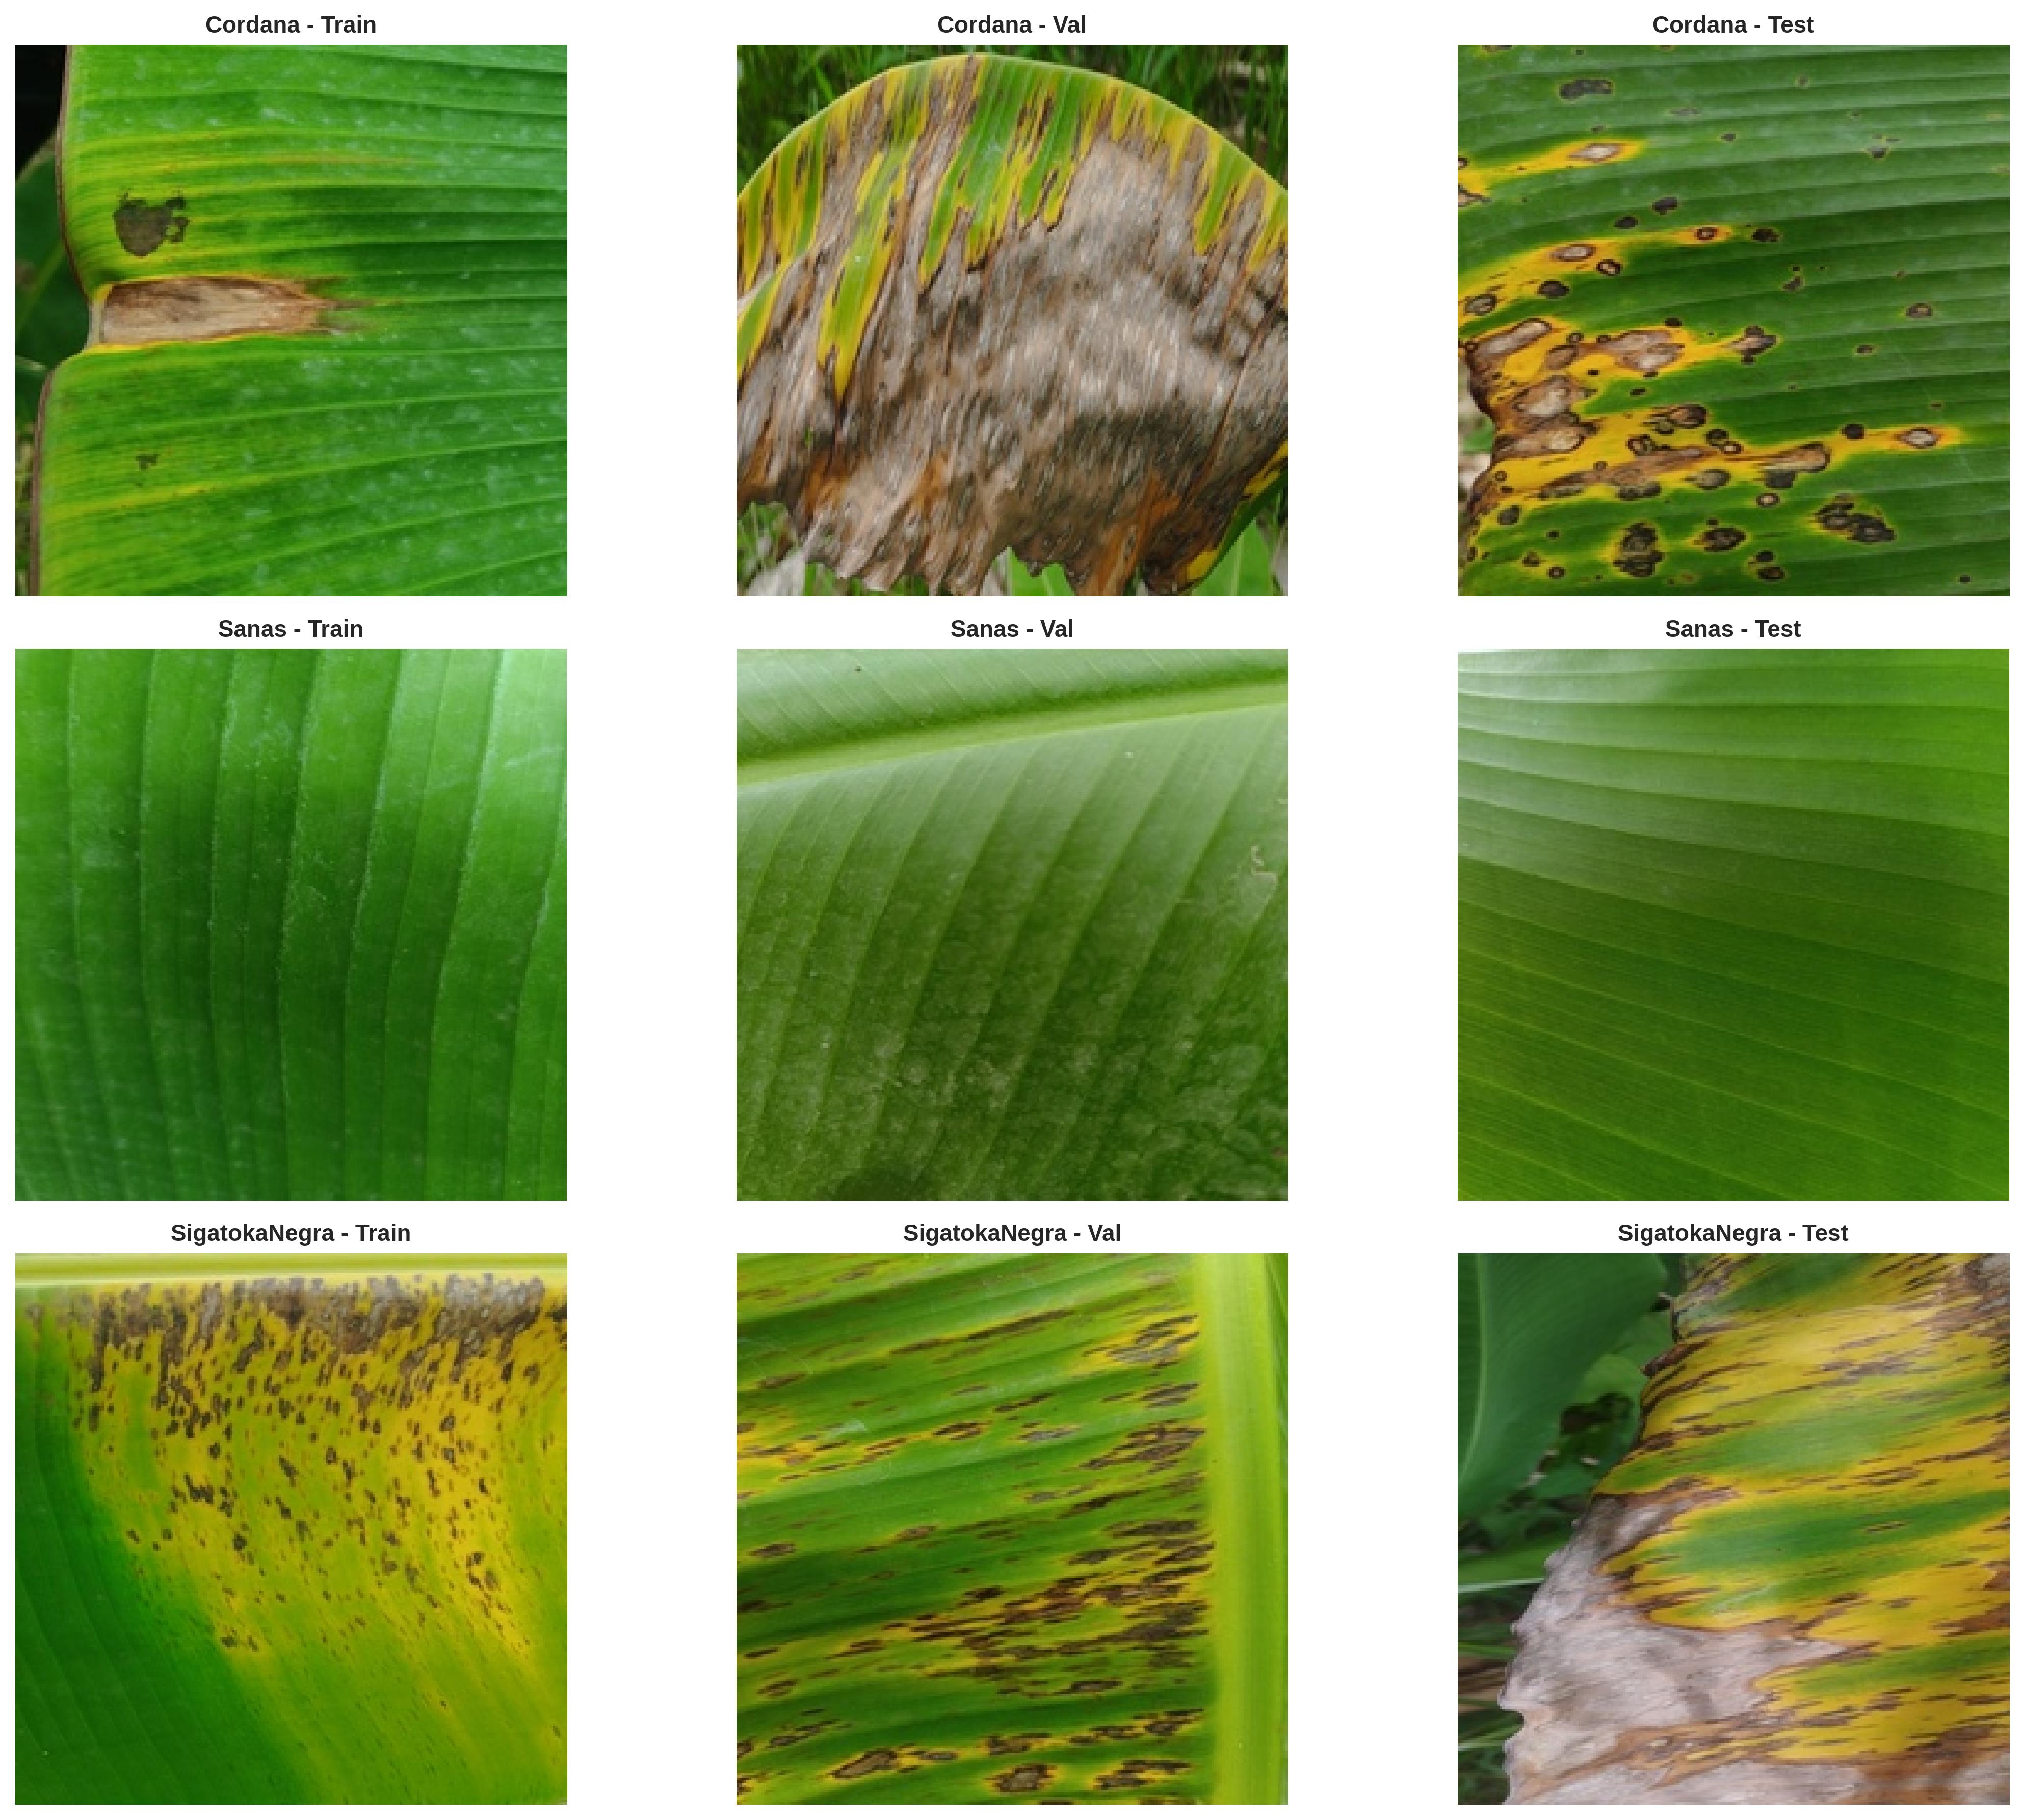 Cordana - Train
Cordana - Val
Cordana - Test
Sanas - Train
Sanas - Val
Sanas - Test
SigatokaNegra - Train
SigatokaNegra - Val
SigatokaNegra - Test